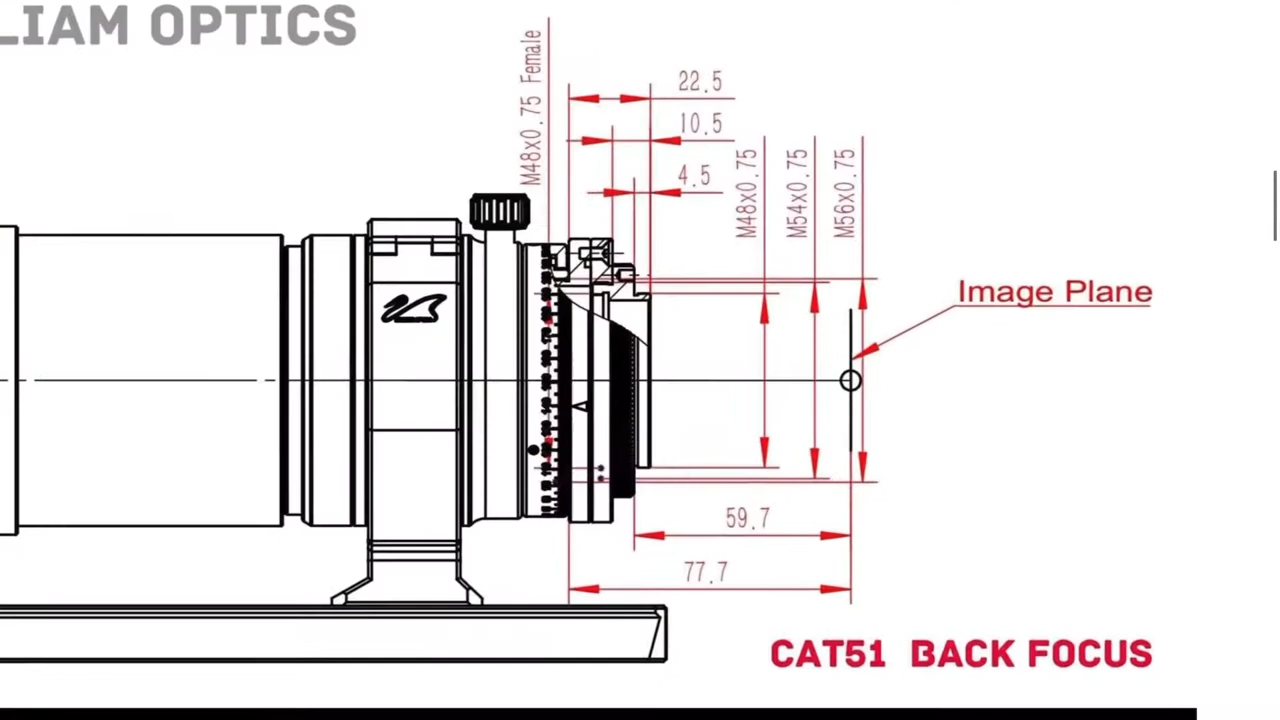 LIAM OPTICS
M48x0.75 Female
22.5
10.5
4.5
M48x0.75
M54x0.75
M56x0.75
Image Plane
59.7
77.7
CAT51 BACK FOCUS